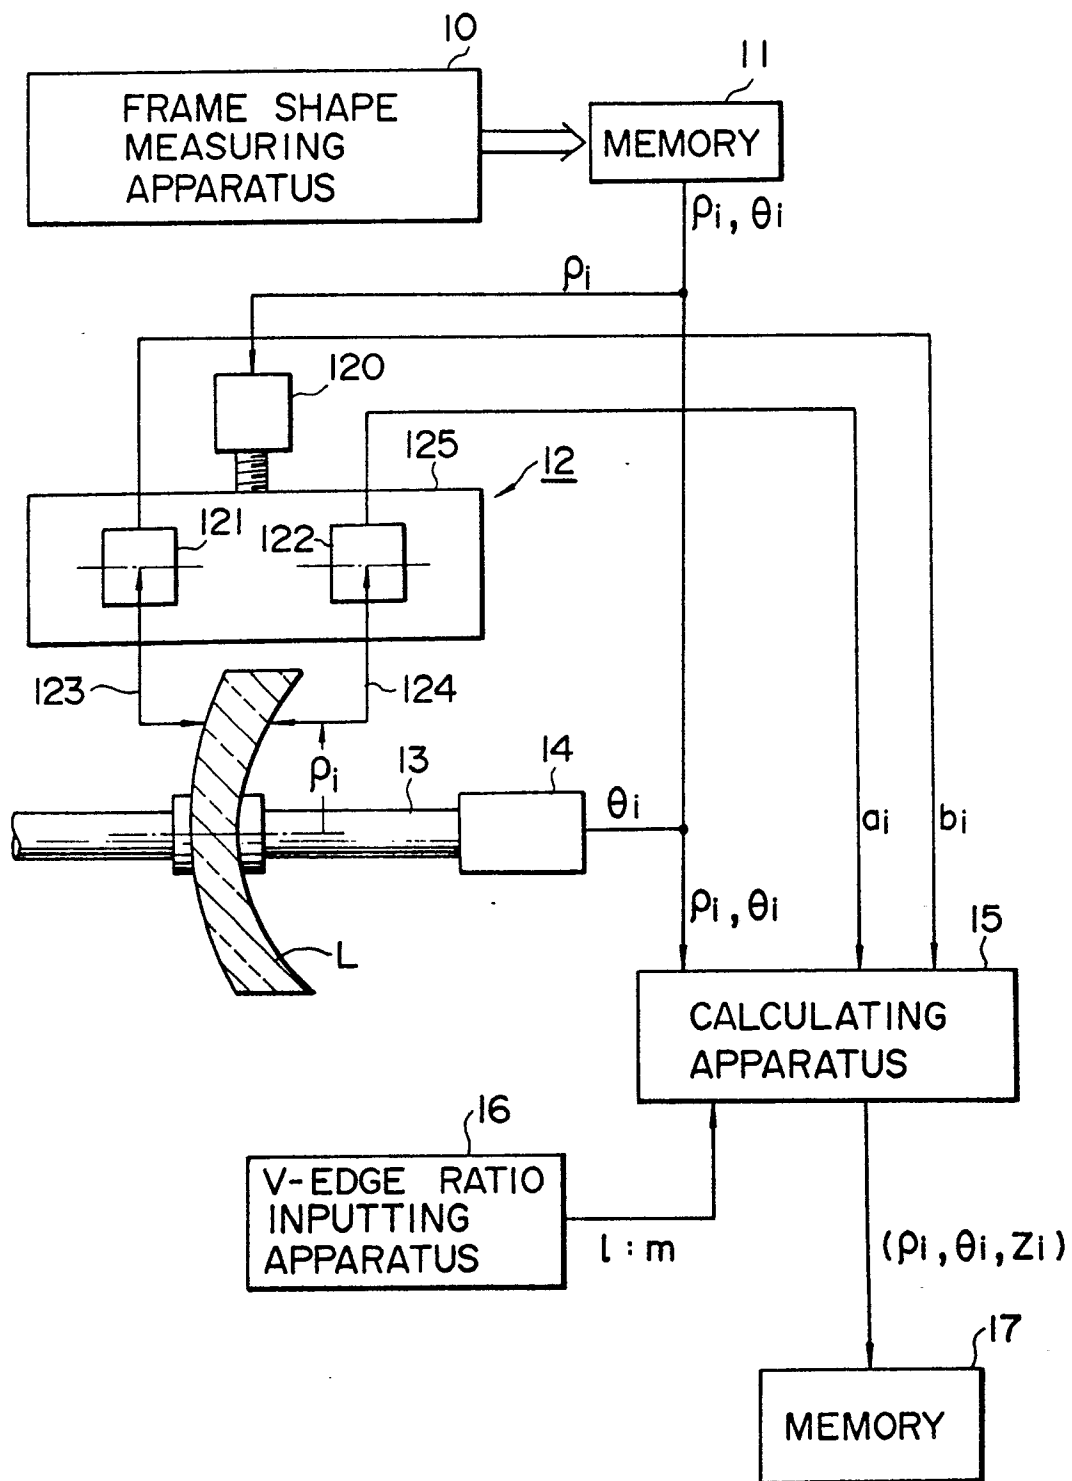 10
11
FRAME SHAPE
MEASURING
APPARATUS
MEMORY
ρi, θi
ρi
120
125
12
121
122
123
124
ρi
13
14
θi
ai
bi
ρi, θi
15
L
CALCULATING
APPARATUS
16
V-EDGE RATIO
INPUTTING
APPARATUS
l : m
(ρi, θi, Zi)
17
MEMORY